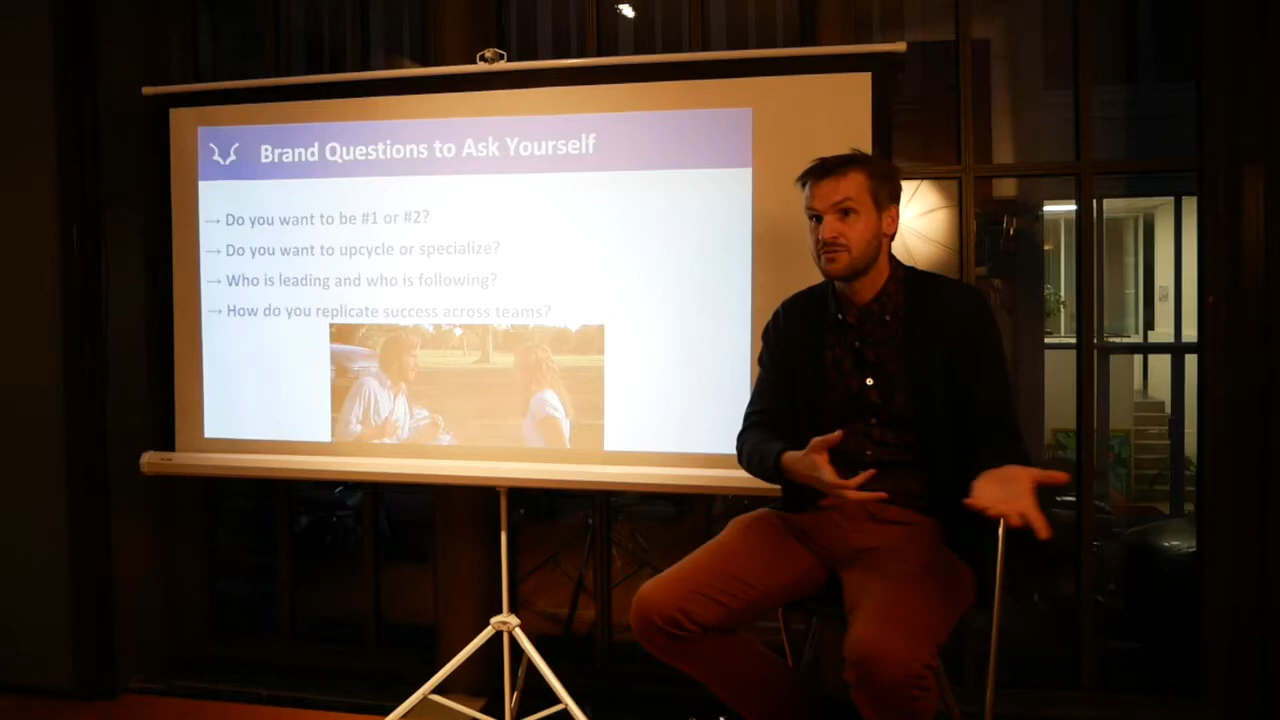 Brand Questions to Ask Yourself
→ Do you want to be #1 or #2?
→ Do you want to upcycle or specialize?
→ Who is leading and who is following?
→ How do you replicate success across teams?